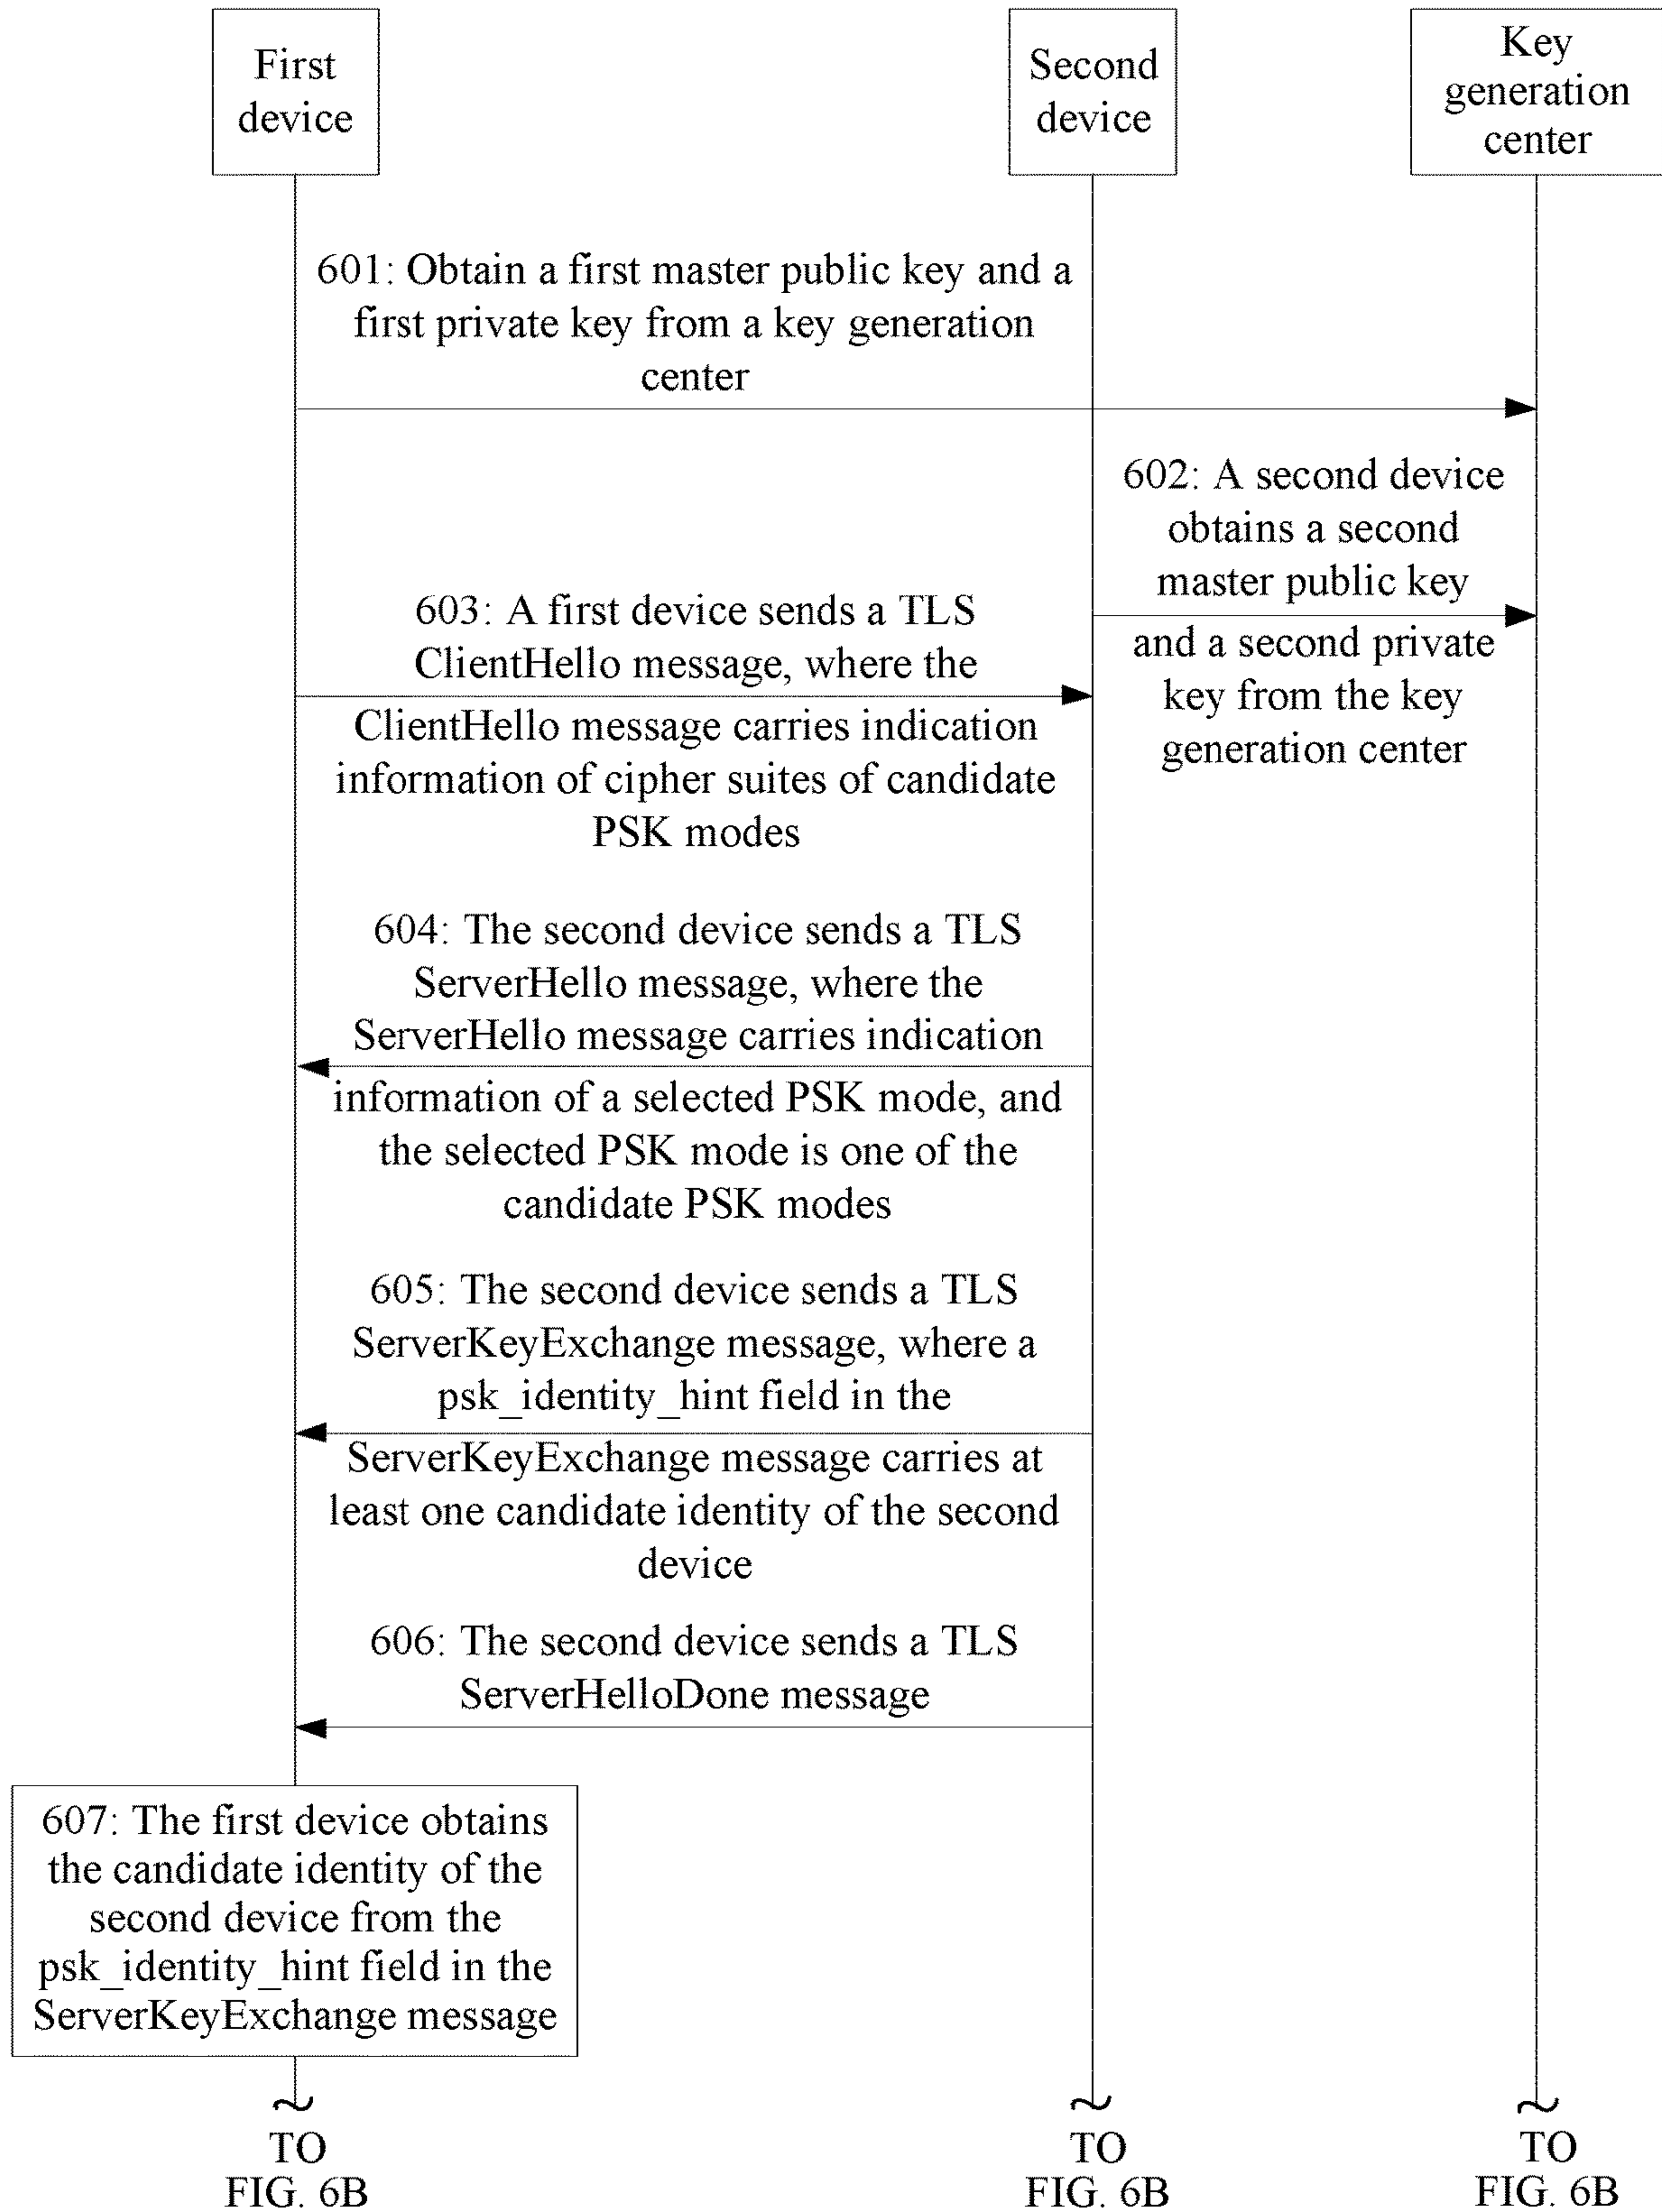 First
device
Second
device
Key
generation
center
601: Obtain a first master public key and a
first private key from a key generation
center
602: A second device
obtains a second
master public key
and a second private
key from the key
generation center
603: A first device sends a TLS
ClientHello message, where the
ClientHello message carries indication
information of cipher suites of candidate
PSK modes
604: The second device sends a TLS
ServerHello message, where the
ServerHello message carries indication
information of a selected PSK mode, and
the selected PSK mode is one of the
candidate PSK modes
605: The second device sends a TLS
ServerKeyExchange message, where a
psk_identity_hint field in the
ServerKeyExchange message carries at
least one candidate identity of the second
device
606: The second device sends a TLS
ServerHelloDone message
607: The first device obtains
the candidate identity of the
second device from the
psk_identity_hint field in the
ServerKeyExchange message
TO
FIG. 6B
TO
FIG. 6B
TO
FIG. 6B